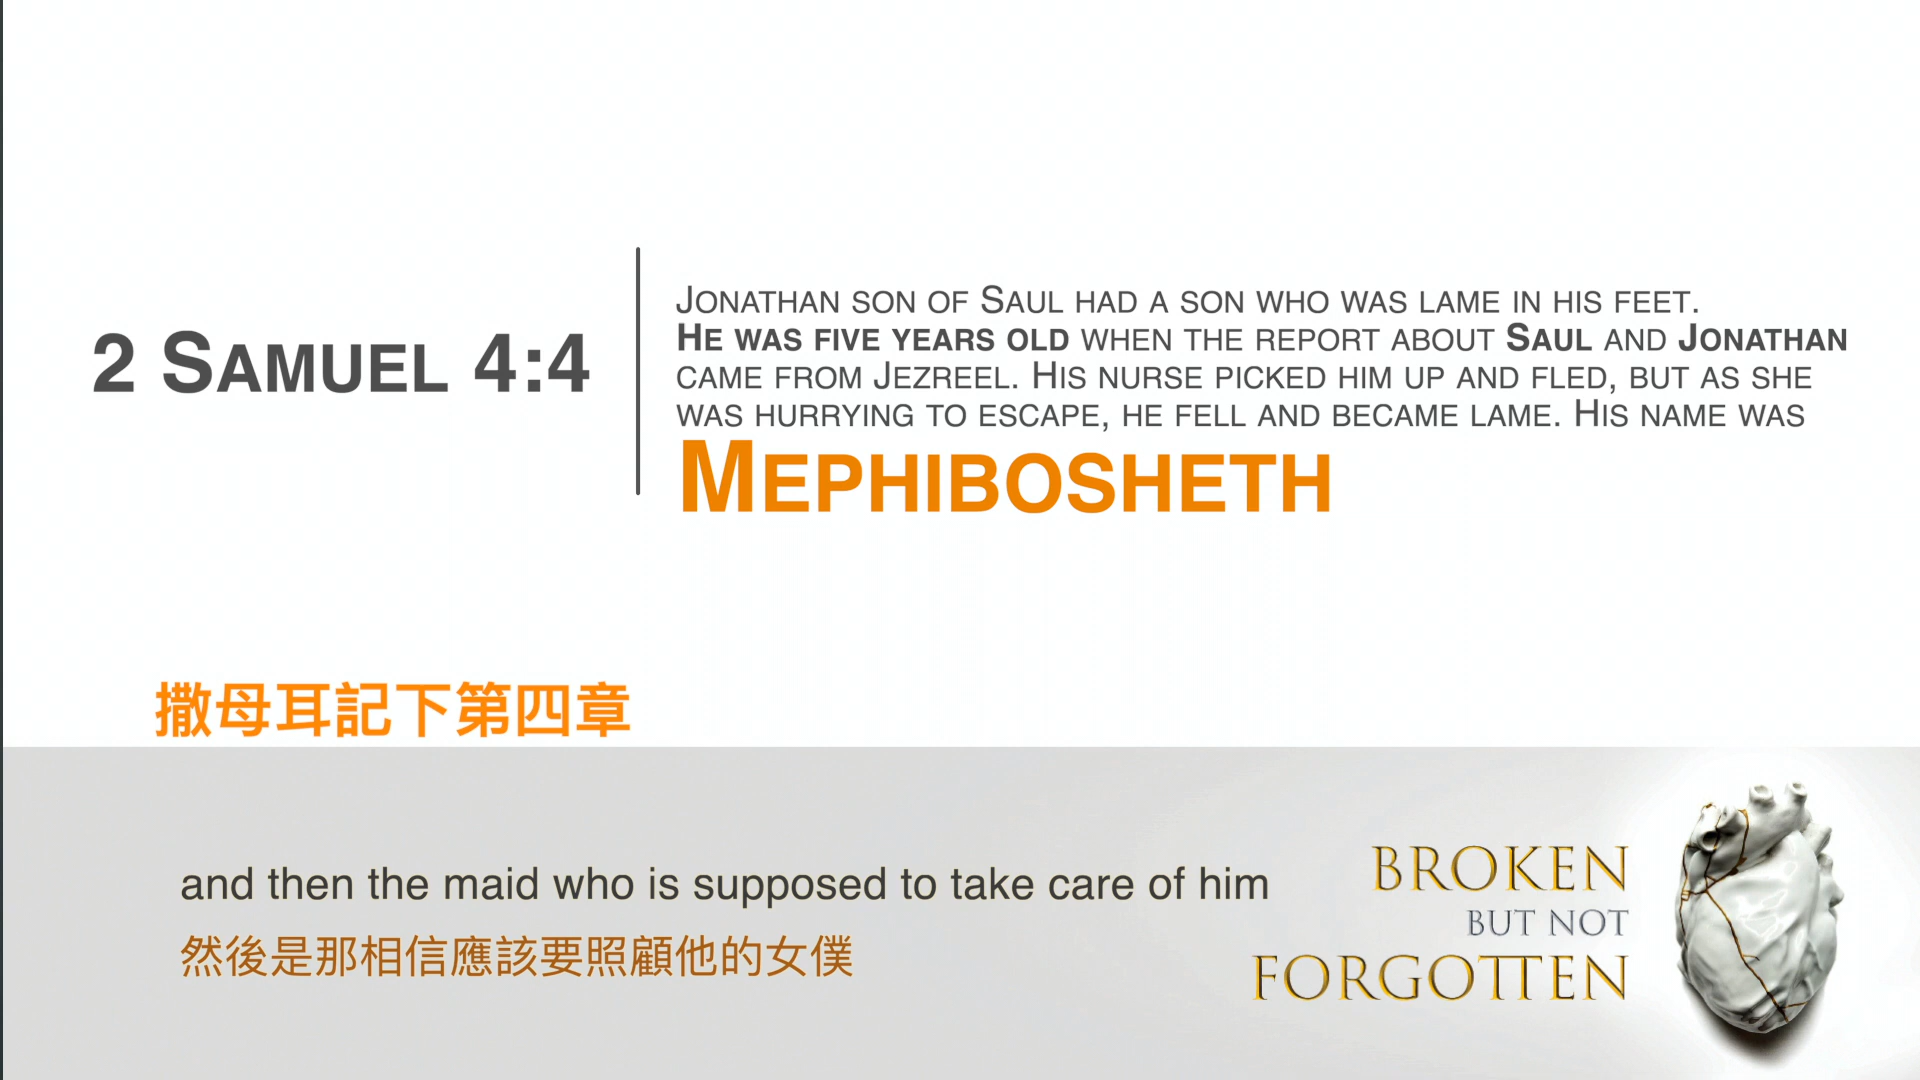 2 Samuel 4:4
Jonathan son of Saul had a son who was lame in his feet.
He was five years old when the report about Saul and Jonathan
came from Jezreel. His nurse picked him up and fled, but as she
was hurrying to escape, he fell and became lame. His name was
Mephibosheth
撒母耳記下第四章
and then the maid who is supposed to take care of him
然後是那相信應該要照顧他的女僕
BROKEN
BUT NOT
FORGOTTEN